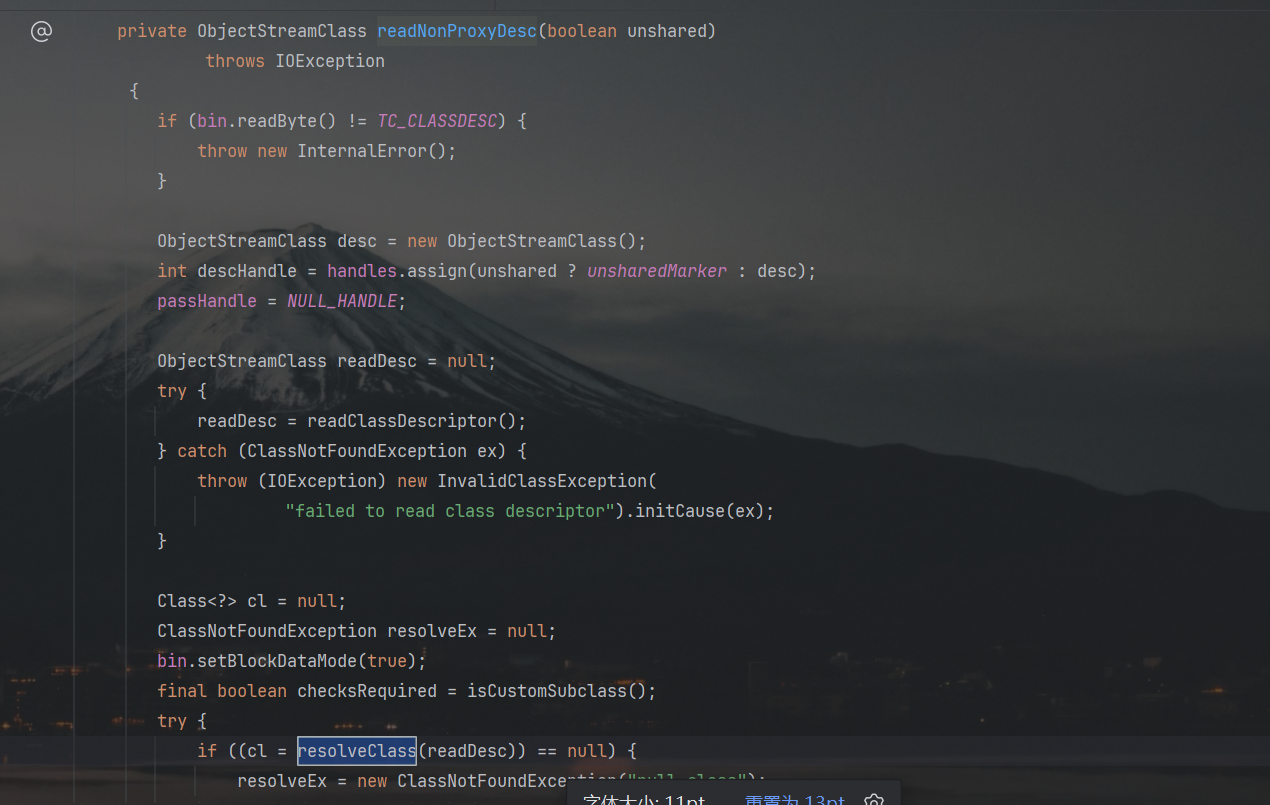 private ObjectStreamClass readNonProxyDesc(boolean unshared)
throws IOException
{
if (bin.readByte() != TC_CLASSDESC) {
throw new InternalError();
}
ObjectStreamClass desc = new ObjectStreamClass();
int descHandle = handles.assign(unshared ? unsharedMarker : desc);
passHandle = NULL_HANDLE;
ObjectStreamClass readDesc = null;
try {
readDesc = readClassDescriptor();
} catch (ClassNotFoundException ex) {
throw (IOException) new InvalidClassException(
"failed to read class descriptor").initCause(ex);
}
Class<?> cl = null;
ClassNotFoundException resolveEx = null;
bin.setBlockDataMode(true);
final boolean checksRequired = isCustomSubclass();
try {
if ((cl = resolveClass(readDesc)) == null) {
resolveEx = new ClassNotFoundException("null class");
字体大小: 11pt 重置为 13pt